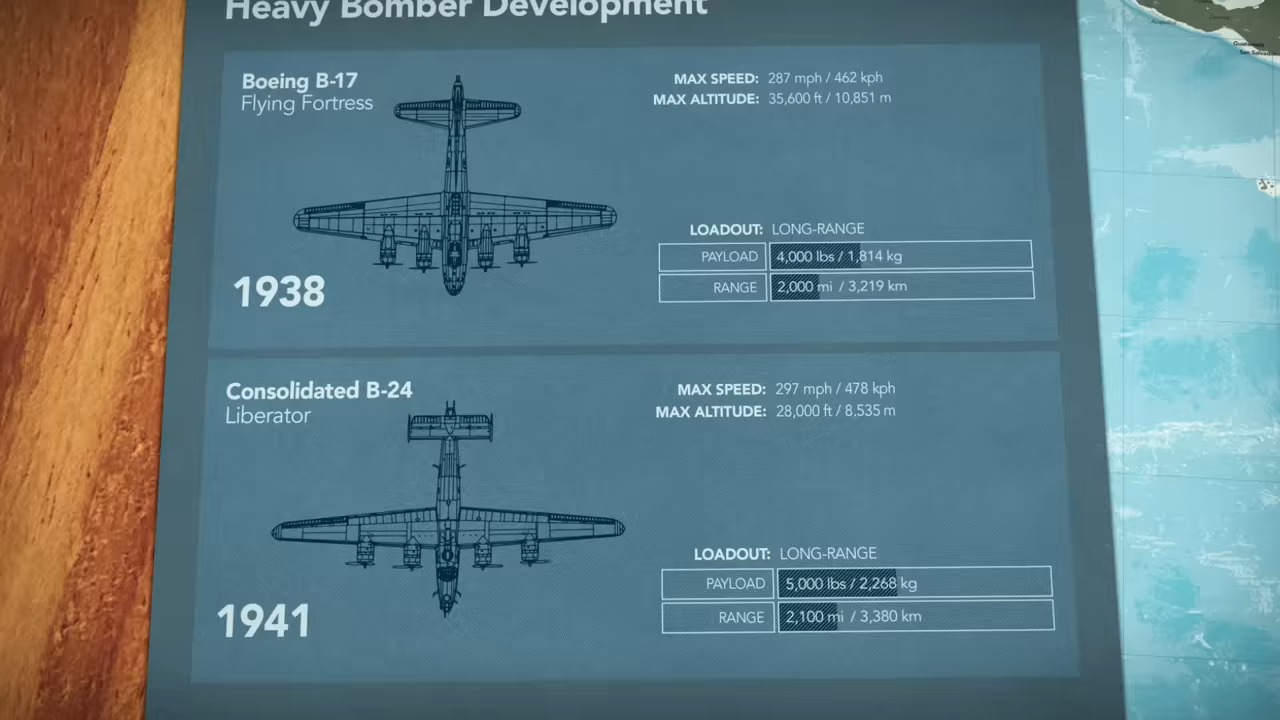 Heavy Bomber Development
Boeing B-17
Flying Fortress
MAX SPEED: 287 mph / 462 kph
MAX ALTITUDE: 35,600 ft / 10,851 m
LOADOUT: LONG-RANGE
PAYLOAD 4,000 lbs / 1,814 kg
RANGE 2,000 mi / 3,219 km
1938
Consolidated B-24
Liberator
MAX SPEED: 297 mph / 478 kph
MAX ALTITUDE: 28,000 ft / 8,535 m
LOADOUT: LONG-RANGE
PAYLOAD 5,000 lbs / 2,268 kg
RANGE 2,100 mi / 3,380 km
1941
Guatemala
San Salvador